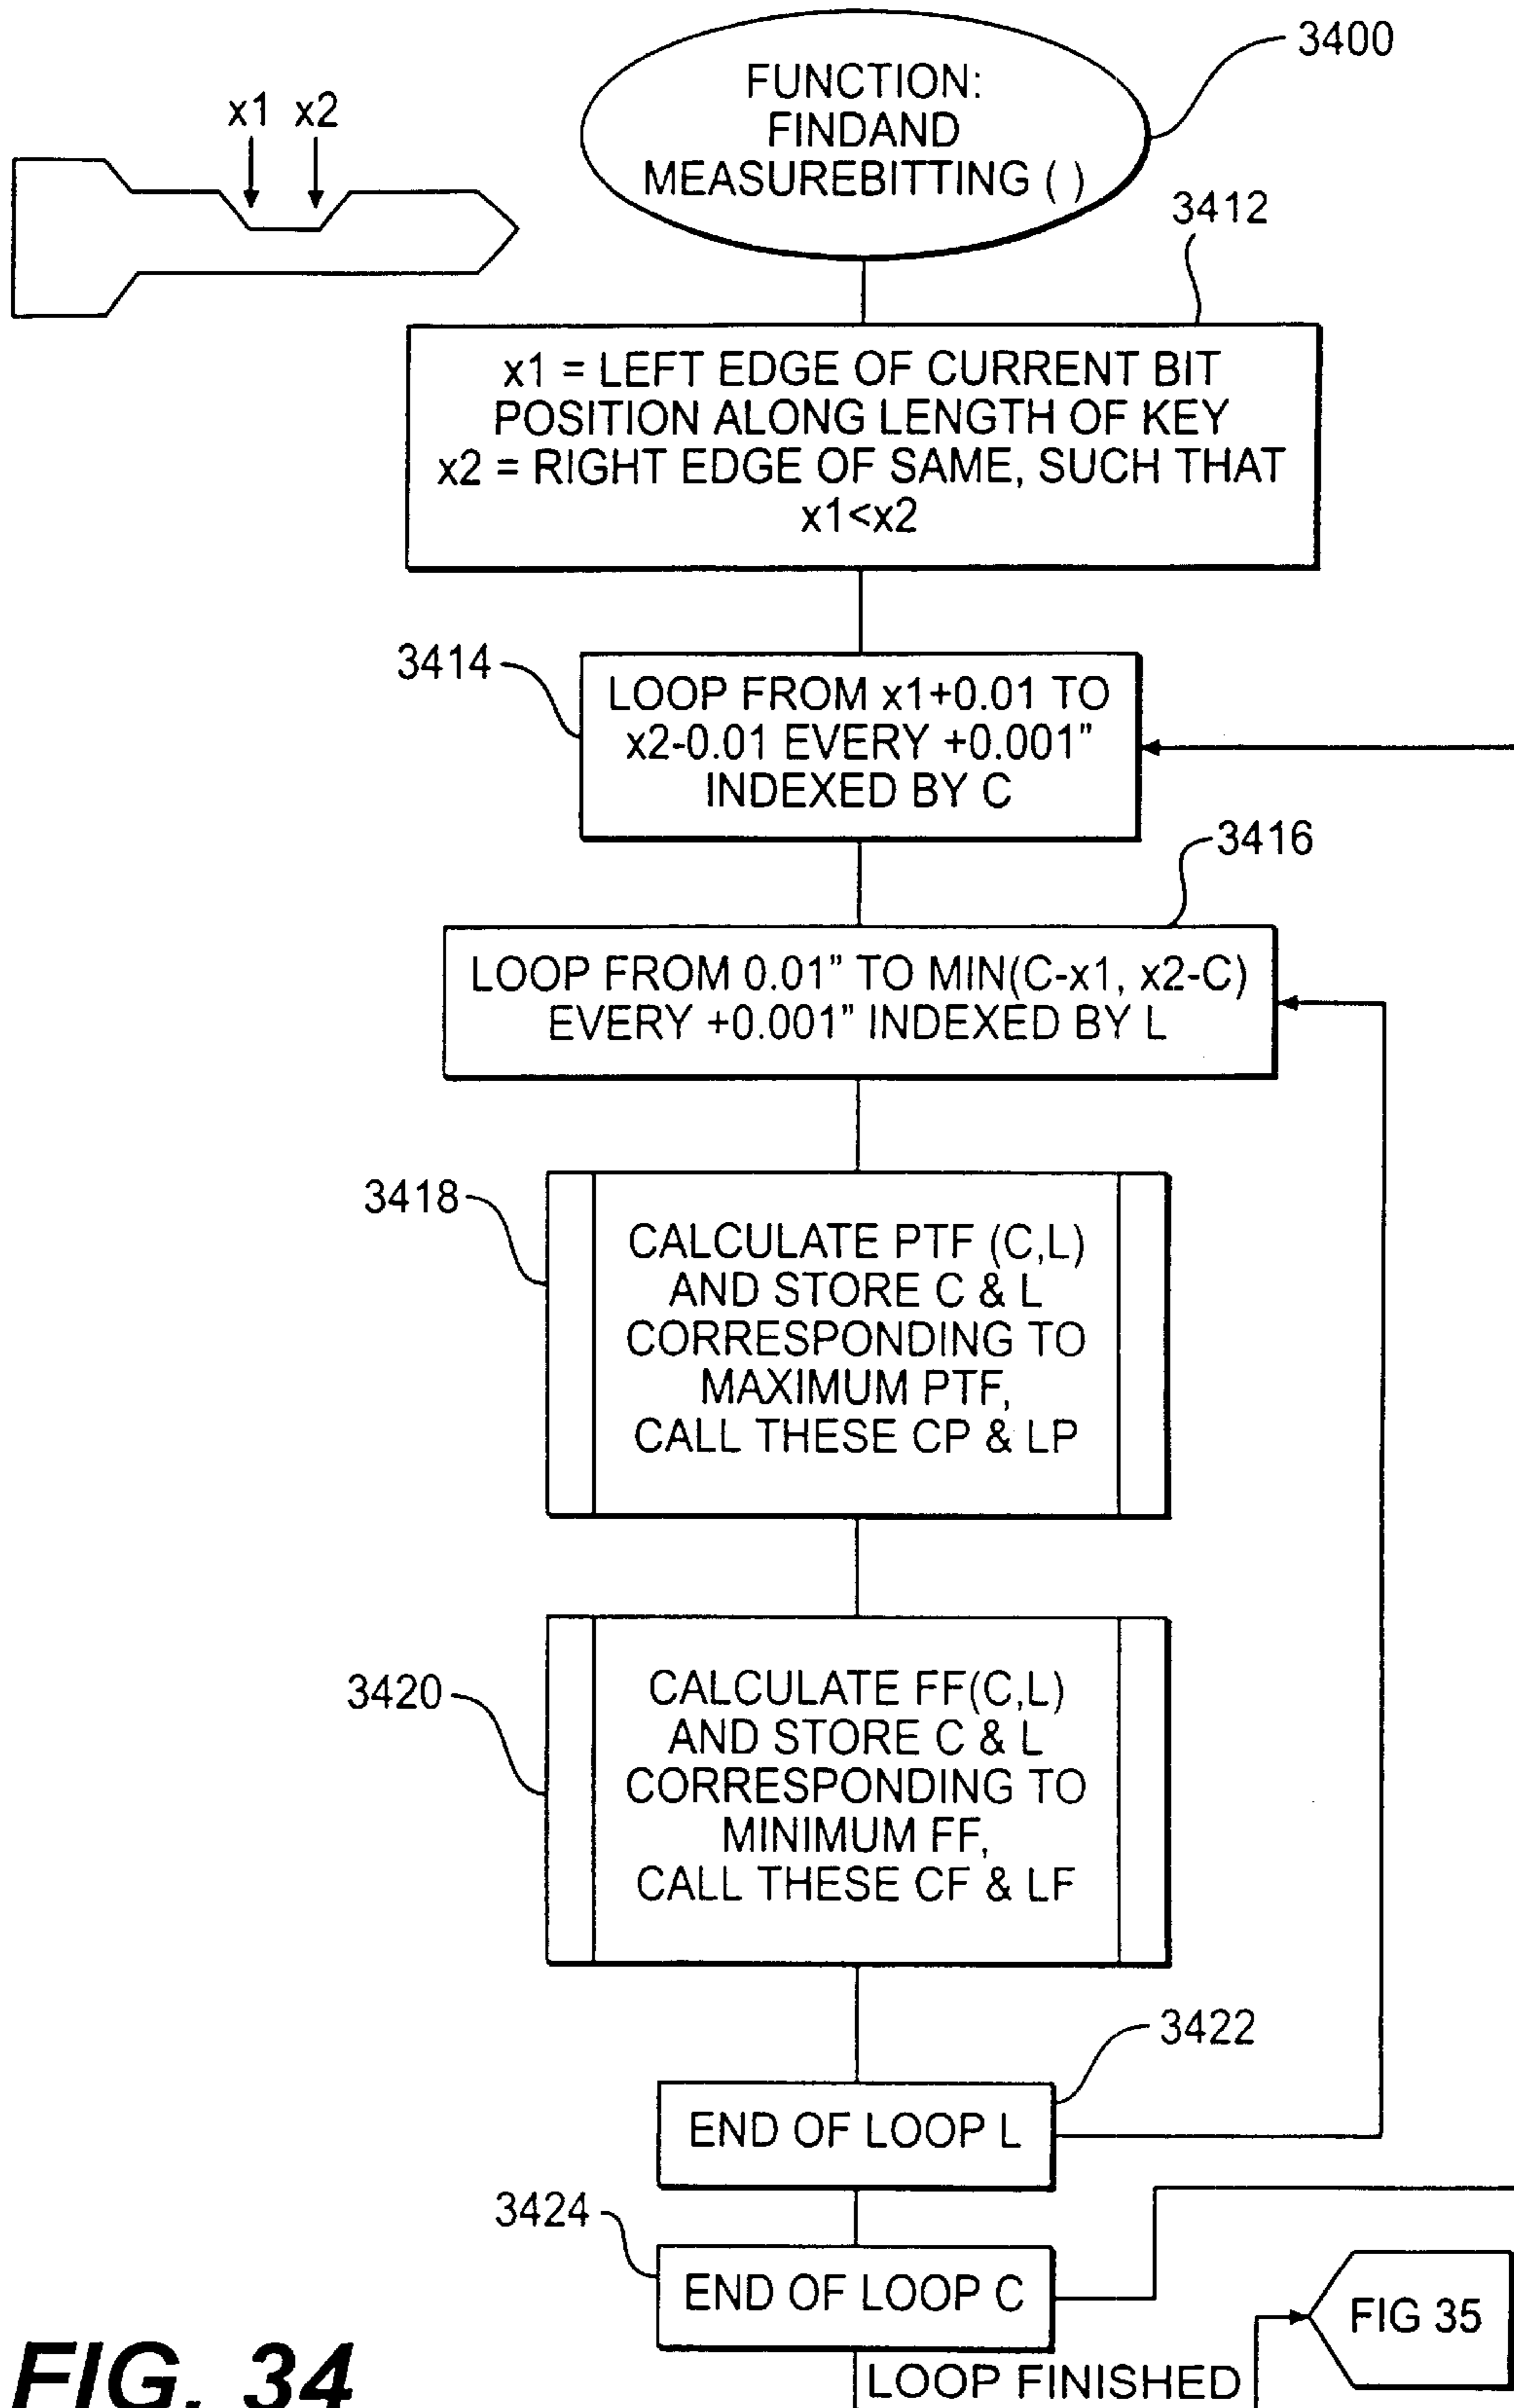 3400
FUNCTION:
FINDAND
MEASUREBITTING ( )
x1 x2
3412
x1 = LEFT EDGE OF CURRENT BIT
POSITION ALONG LENGTH OF KEY
x2 = RIGHT EDGE OF SAME, SUCH THAT
x1<x2
3414
LOOP FROM x1+0.01 TO
x2-0.01 EVERY +0.001"
INDEXED BY C
3416
LOOP FROM 0.01" TO MIN(C-x1, x2-C)
EVERY +0.001" INDEXED BY L
3418
CALCULATE PTF (C,L)
AND STORE C & L
CORRESPONDING TO
MAXIMUM PTF,
CALL THESE CP & LP
3420
CALCULATE FF(C,L)
AND STORE C & L
CORRESPONDING TO
MINIMUM FF,
CALL THESE CF & LF
3422
END OF LOOP L
3424
END OF LOOP C
FIG 35
LOOP FINISHED
FIG. 34